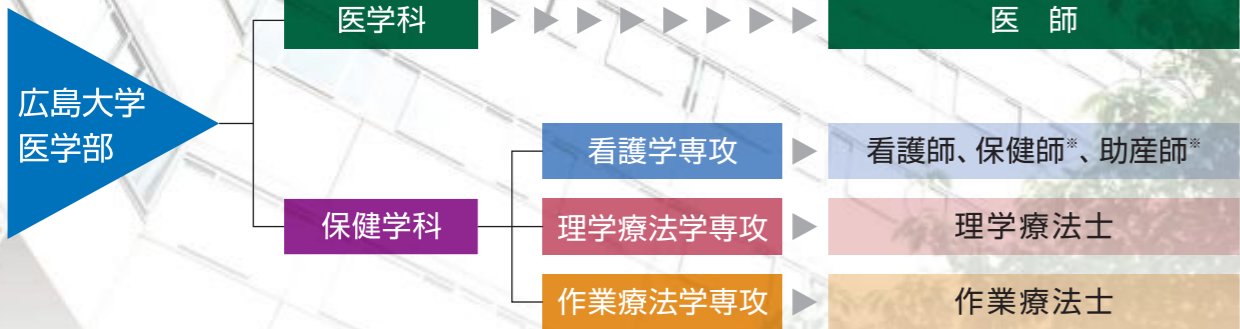 広島大学
医学部
医学科
医 師
保健学科
看護学専攻
看護師、保健師※、助産師※
理学療法学専攻
理学療法士
作業療法学専攻
作業療法士